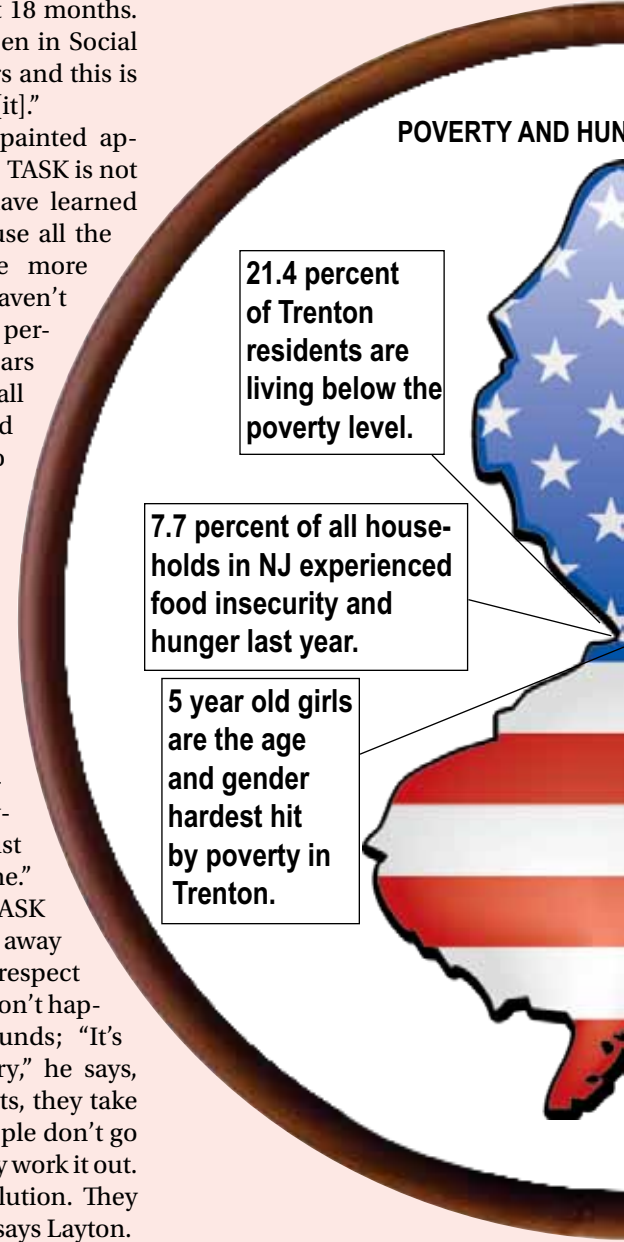 18 months.
en in Social
s and this is
it]."
painted ap-
TASK is not
ave learned
use all the
e more
aven't
per-
ars
all
d
o
POVERTY AND HUN
21.4 percent
of Trenton
residents are
living below the
poverty level.
7.7 percent of all house-
holds in NJ experienced
food insecurity and
hunger last year.
5 year old girls
are the age
and gender
hardest hit
by poverty in
Trenton.
st
ne."
ASK
away
respect
on't hap-
unds; "It's
ry," he says,
ts, they take
ple don't go
y work it out.
lution. They
says Layton.